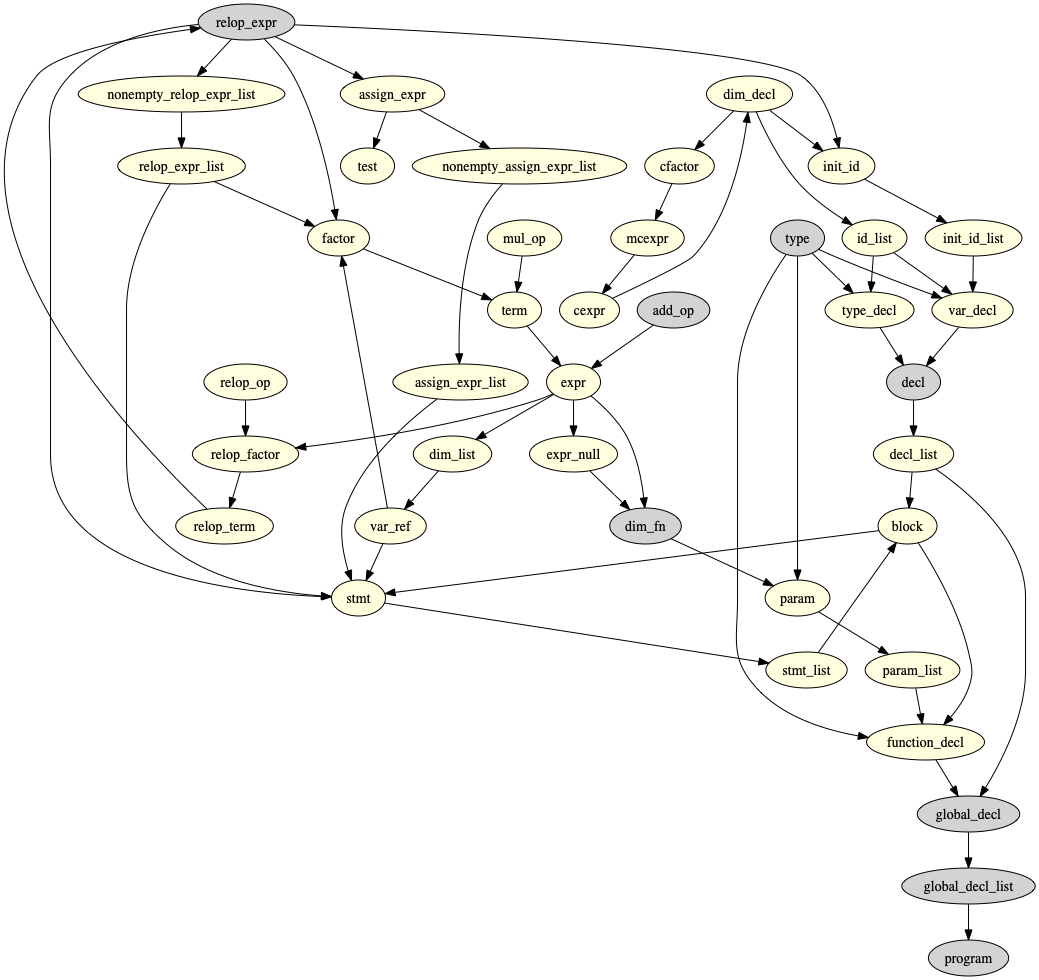 relop_expr
nonempty_relop_expr_list
assign_expr
dim_decl
relop_expr_list
test
nonempty_assign_expr_list
cfactor
init_id
factor
mul_op
mcexpr
type
id_list
init_id_list
term
cexpr
add_op
type_decl
var_decl
relop_op
assign_expr_list
expr
decl
relop_factor
dim_list
expr_null
decl_list
relop_term
var_ref
dim_fn
block
stmt
param
stmt_list
param_list
function_decl
global_decl
global_decl_list
program